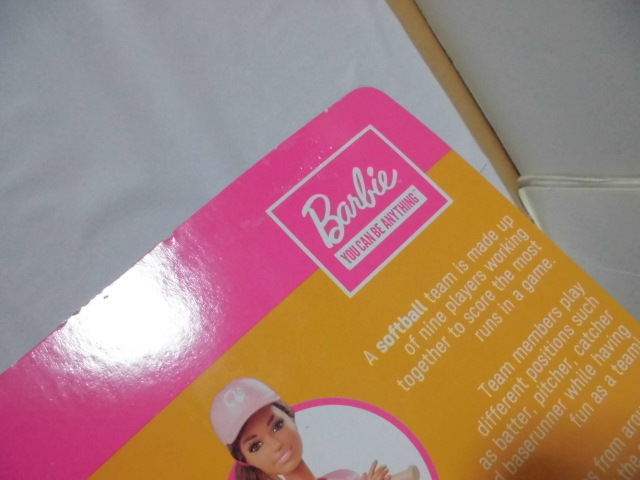 Barbie
YOU CAN BE ANYTHING
A softball team is made up
of nine players working
together to score the most
runs in a game.
Team members play
different positions such
as batter, pitcher, catcher
baserunner while having
fun as a team
from
the